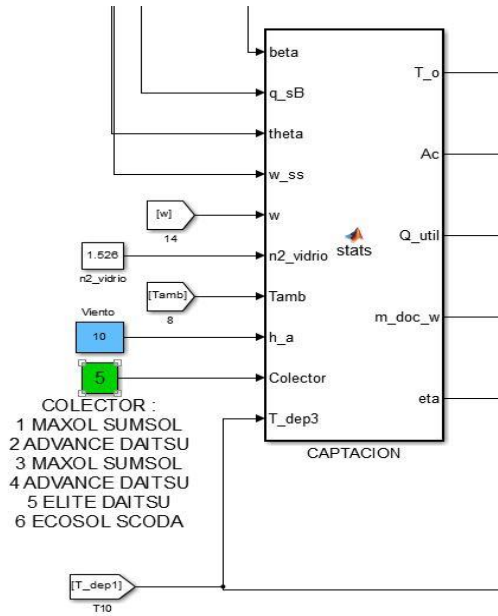 beta
T_o
q_sB
theta
Ac
w_ss
[w]
w
14
Q_util
stats
1.526
n2_vidrio
n2_vidrio
[Tamb]
Tamb
8
m_doc_w
Viento
10
h_a
5
Colector
eta
COLECTOR :
1 MAXOL SUMSOL
2 ADVANCE DAITSU
3 MAXOL SUMSOL
4 ADVANCE DAITSU
5 ELITE DAITSU
6 ECOSOL SCODA
T_dep3
CAPTACION
[T_dep1]
T10